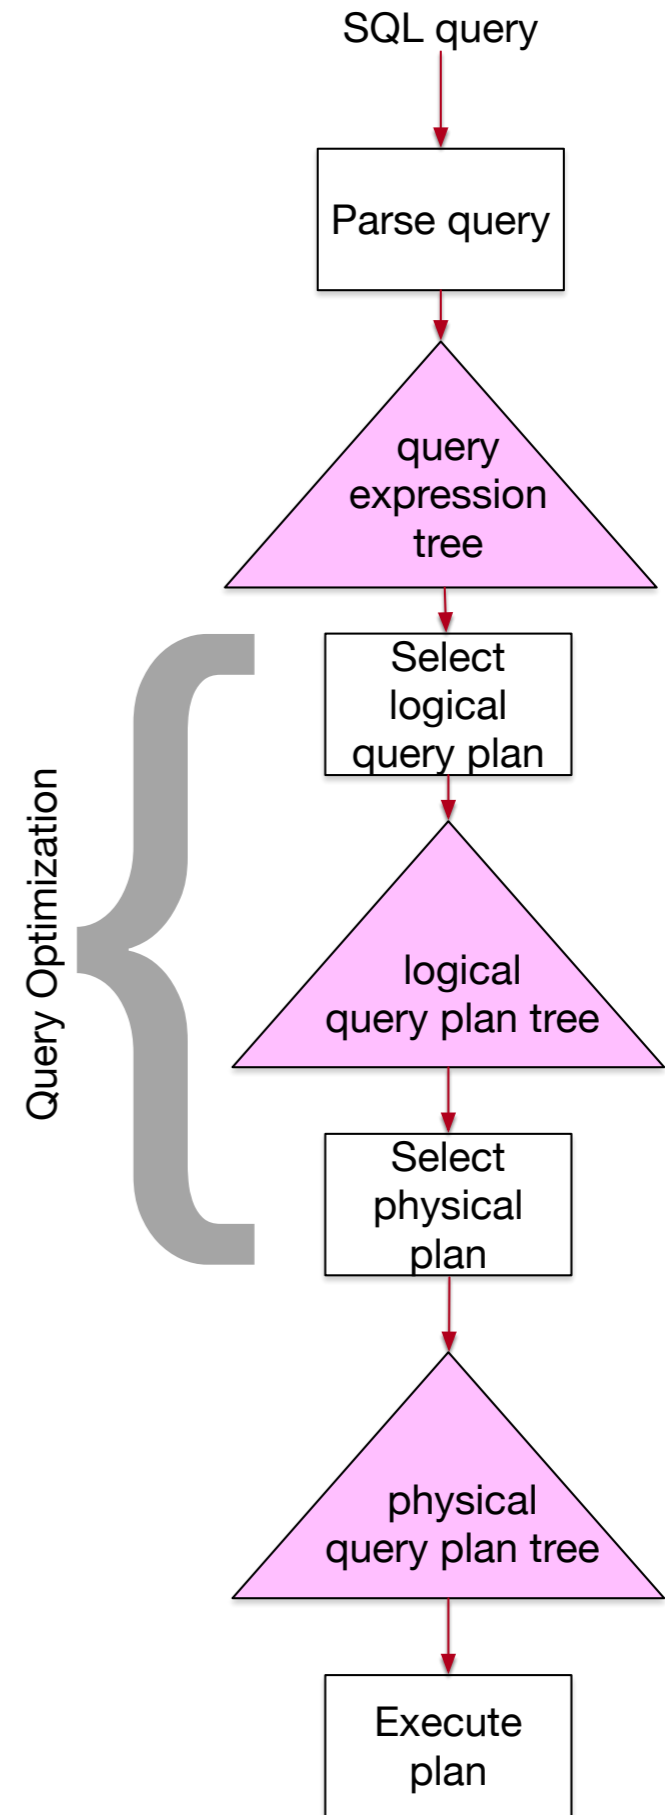 SQL query
Parse query
query
expression
tree
Select
logical
query plan
Query Optimization
logical
query plan tree
Select
physical
plan
physical
query plan tree
Execute
plan